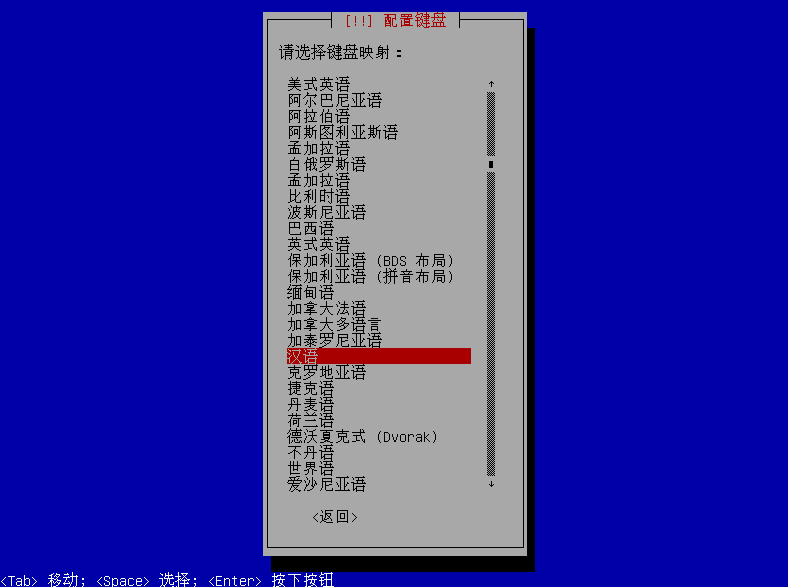 [!!] 配置键盘
请选择键盘映射：
美式英语
阿尔巴尼亚语
阿拉伯语
阿斯图利亚斯语
孟加拉语
白俄罗斯语
孟加拉语
比利时语
波斯尼亚语
巴西语
英式英语
保加利亚语 (BDS 布局)
保加利亚语 (拼音布局)
缅甸语
加拿大法语
加拿大多语言
加泰罗尼亚语
汉语
克罗地亚语
捷克语
丹麦语
荷兰语
德沃夏克式 (Dvorak)
不丹语
世界语
爱沙尼亚语
<返回>
<Tab> 移动; <Space> 选择; <Enter> 按下按钮